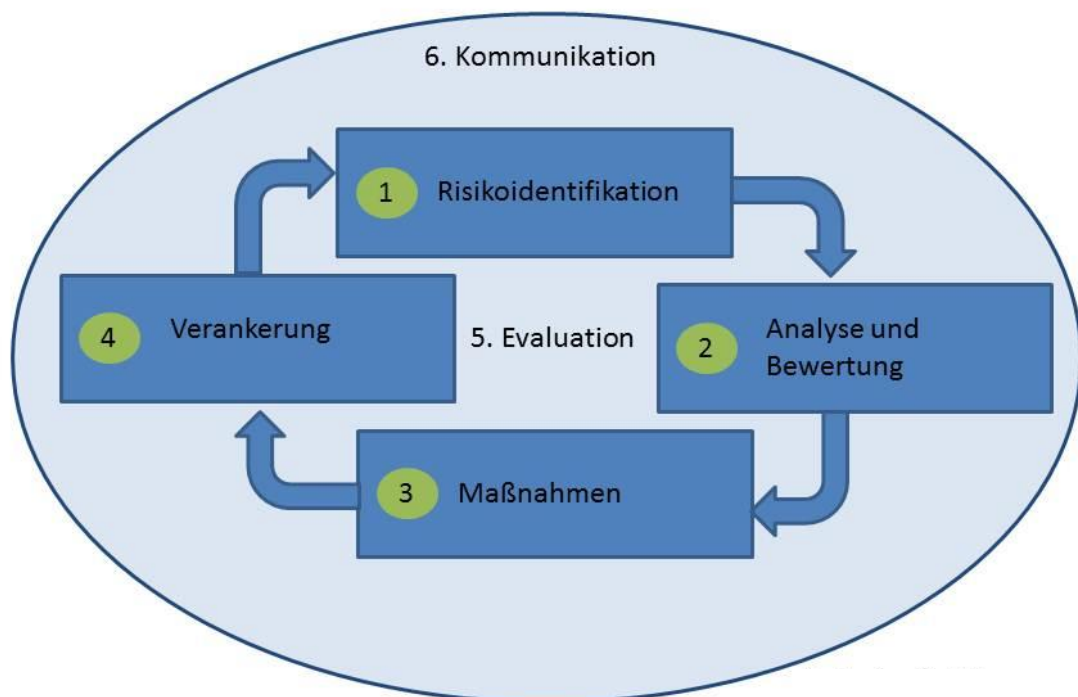 6. Kommunikation
1 Risikoidentifikation
4 Verankerung
5. Evaluation
2 Analyse und
Bewertung
3 Maßnahmen